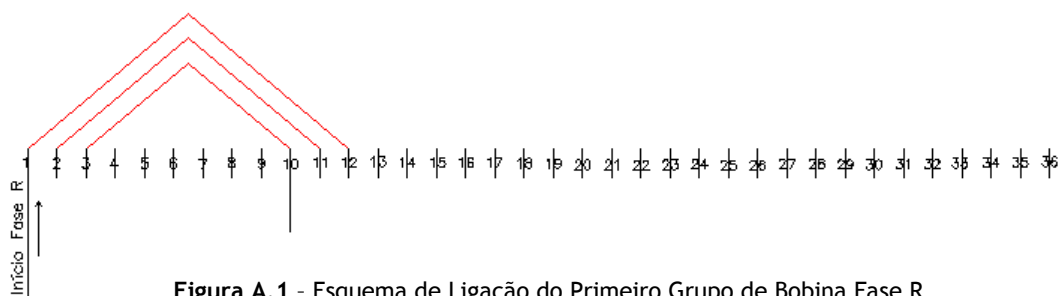 1 2 3 4 5 6 7 8 9 10 11 12 13 14 15 16 17 18 19 20 21 22 23 24 25 26 27 28 29 30 31 32 33 34 35 36
Início Fase R
Figura A.1 – Esquema de Ligação do Primeiro Grupo de Bobina Fase R